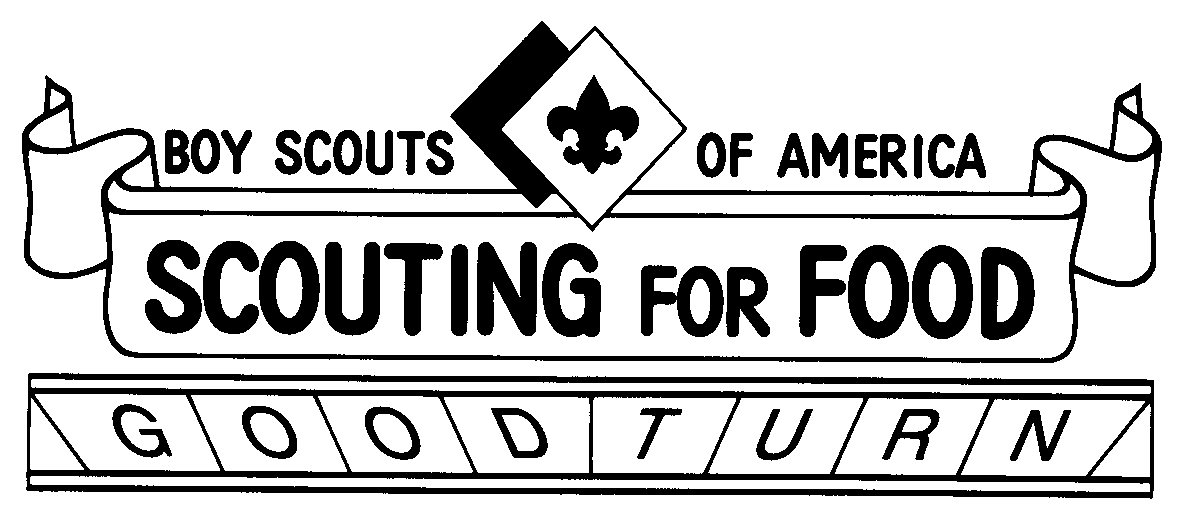 BOY SCOUTS OF AMERICA
SCOUTING FOR FOOD
GOOD TURN